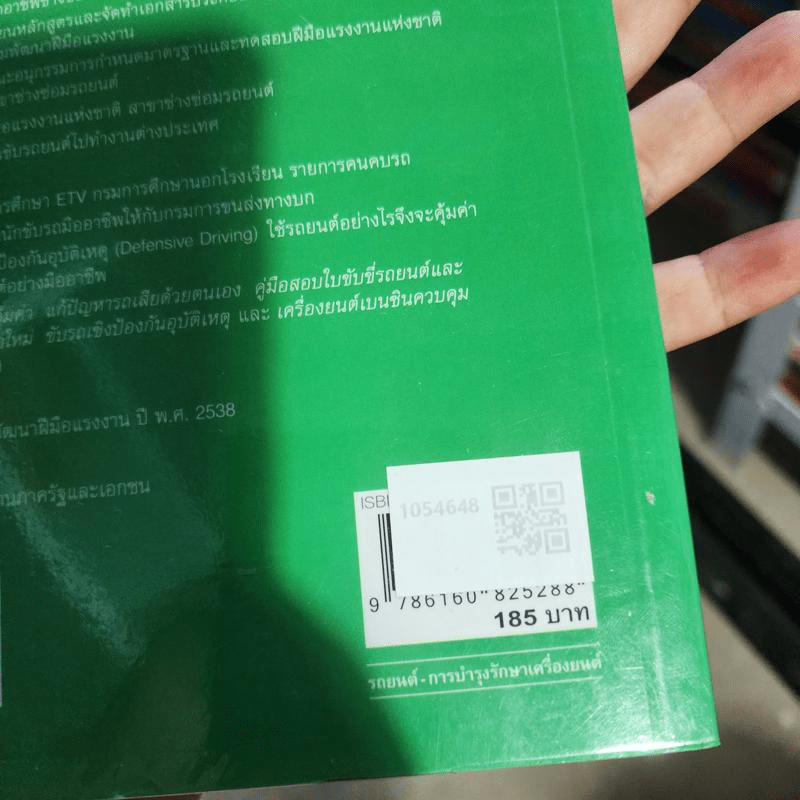 ยนหลักสูตรและจัดทำเอกสารประกอบ
พัฒนาฝีมือแรงงาน
นะอนุกรรมการกำหนดมาตรฐานและทดสอบฝีมือแรงงานแห่งชาติ
ขาช่างซ่อมรถยนต์
อแรงงานแห่งชาติ สาขาช่างซ่อมรถยนต์
ขับรถยนต์ไปทำงานต่างประเทศ
ารศึกษา ETV กรมการศึกษานอกโรงเรียน รายการคนคบรถ
นักขับรถมืออาชีพให้กับกรมการขนส่งทางบก
ป้องกันอุบัติเหตุ (Defensive Driving) ใช้รถยนต์อย่างไรจึงจะคุ้มค่า
ต์อย่างมืออาชีพ
้มค่า แก้ปัญหารถเสียด้วยตนเอง คู่มือสอบใบขับขี่รถยนต์และ
อใหม่ ขับรถเชิงป้องกันอุบัติเหตุ และ เครื่องยนต์เบนซินควบคุม
ัฒนาฝีมือแรงงาน ปี พ.ศ. 2538
านภาครัฐและเอกชน
ISBN
1054648
9 786160 825288
185 บาท
รถยนต์ - การบำรุงรักษาเครื่องยนต์